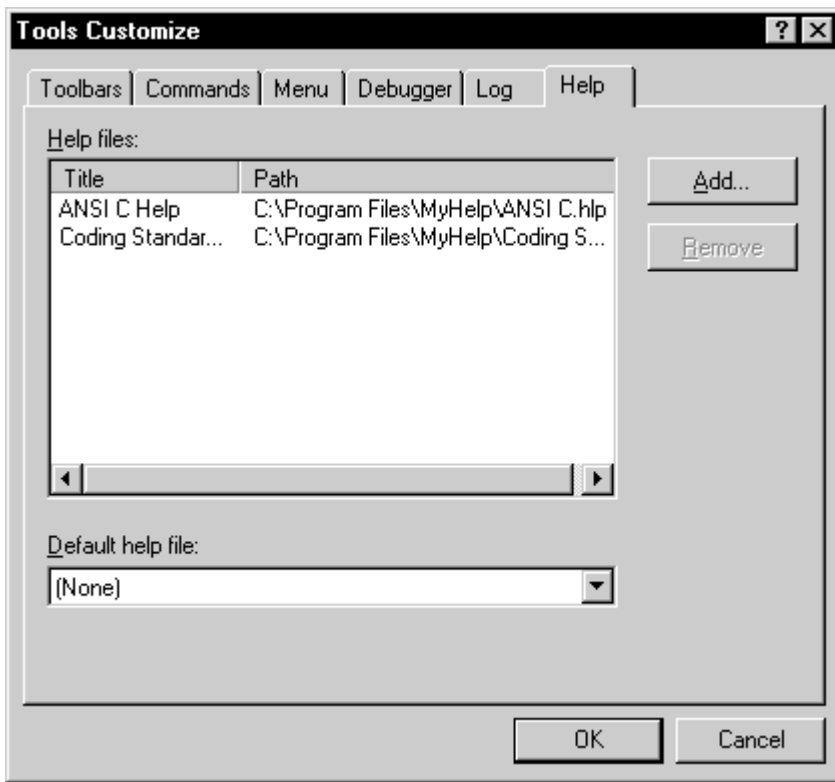 Tools Customize
Toolbars Commands Menu Debugger Log Help
Help files:
Title Path
ANSI C Help C:\Program Files\MyHelp\ANSI C.hlp
Coding Standar... C:\Program Files\MyHelp\Coding S...
Add...
Remove
Default help file:
(None)
OK Cancel